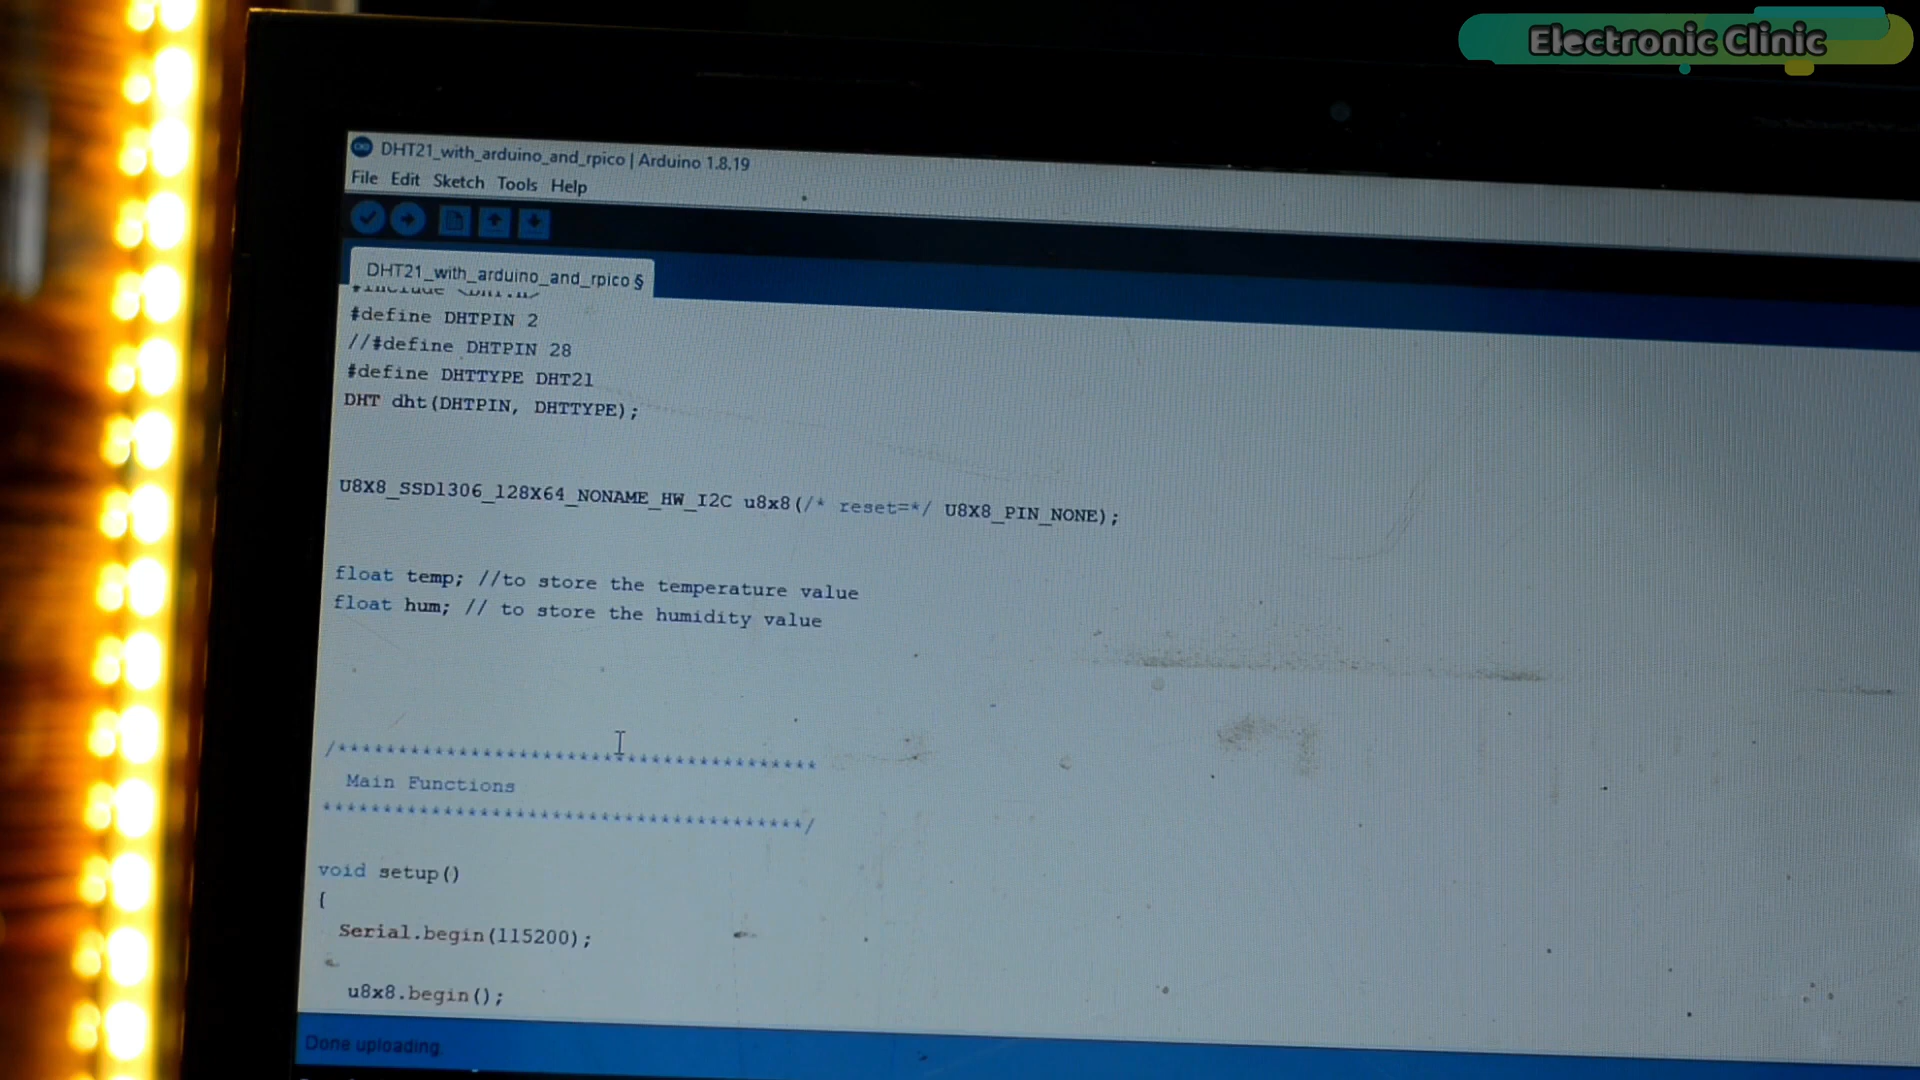 Electronic Clinic
DHT21_with_arduino_and_rpico | Arduino 1.8.19
File Edit Sketch Tools Help
DHT21_with_arduino_and_rpico §
#include <DHT.h>
#define DHTPIN 2
//#define DHTPIN 28
#define DHTTYPE DHT21
DHT dht(DHTPIN, DHTTYPE);
U8X8_SSD1306_128X64_NONAME_HW_I2C u8x8(/* reset=*/ U8X8_PIN_NONE);
float temp; //to store the temperature value
float hum; // to store the humidity value
/****************************************
Main Functions
****************************************/
void setup()
{
Serial.begin(115200);
u8x8.begin();
Done uploading.